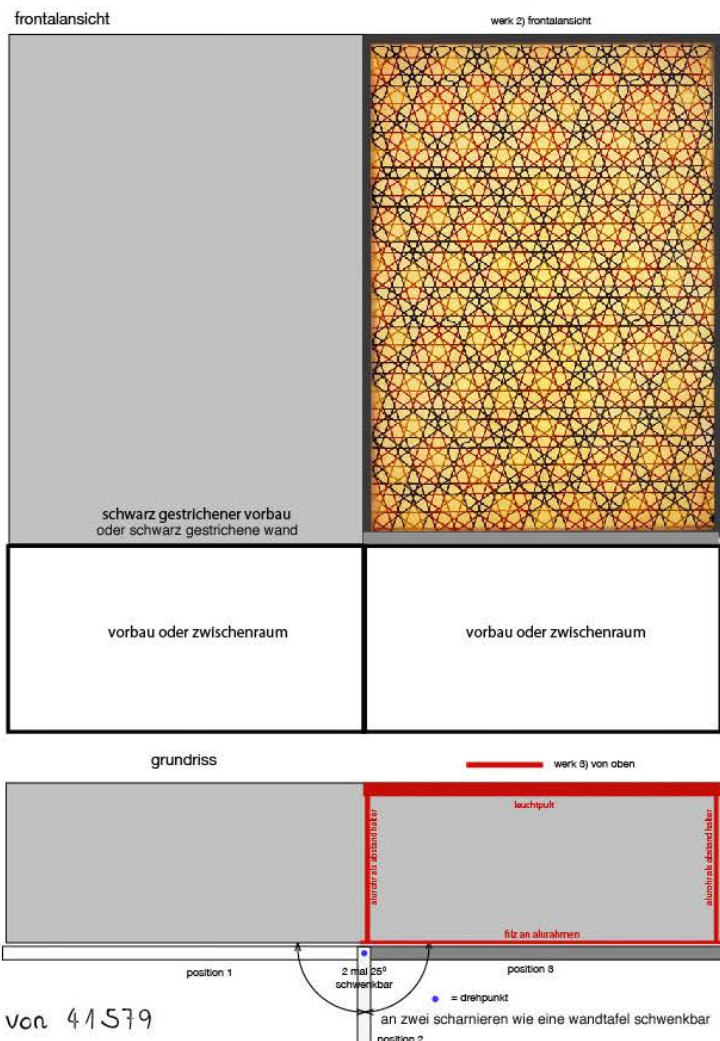 frontalansicht
werk 2) frontalansicht
schwarz gestrichener vorbau
oder schwarz gestrichene wand
vorbau oder zwischenraum
vorbau oder zwischenraum
grundriss
werk 3) von oben
leuchtpult
alurohr als abstandhalter
alurohr als abstandhalter
filz an alurahmen
position 1
2 mal 25°
schwenkbar
position 3
= drehpunkt
von 41579
an zwei scharnieren wie eine wandtafel schwenkbar
position 2